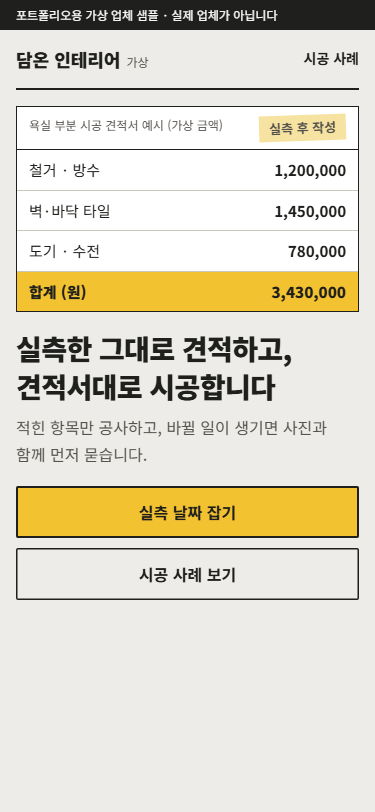 포트폴리오용 가상 업체 샘플 · 실제 업체가 아닙니다
담온 인테리어 가상
시공 사례
욕실 부분 시공 견적서 예시 (가상 금액)
실측 후 작성
철거 · 방수 1,200,000
벽·바닥 타일 1,450,000
도기 · 수전 780,000
합계 (원) 3,430,000
실측한 그대로 견적하고,
견적서대로 시공합니다
적힌 항목만 공사하고, 바뀔 일이 생기면 사진과
함께 먼저 묻습니다.
실측 날짜 잡기
시공 사례 보기